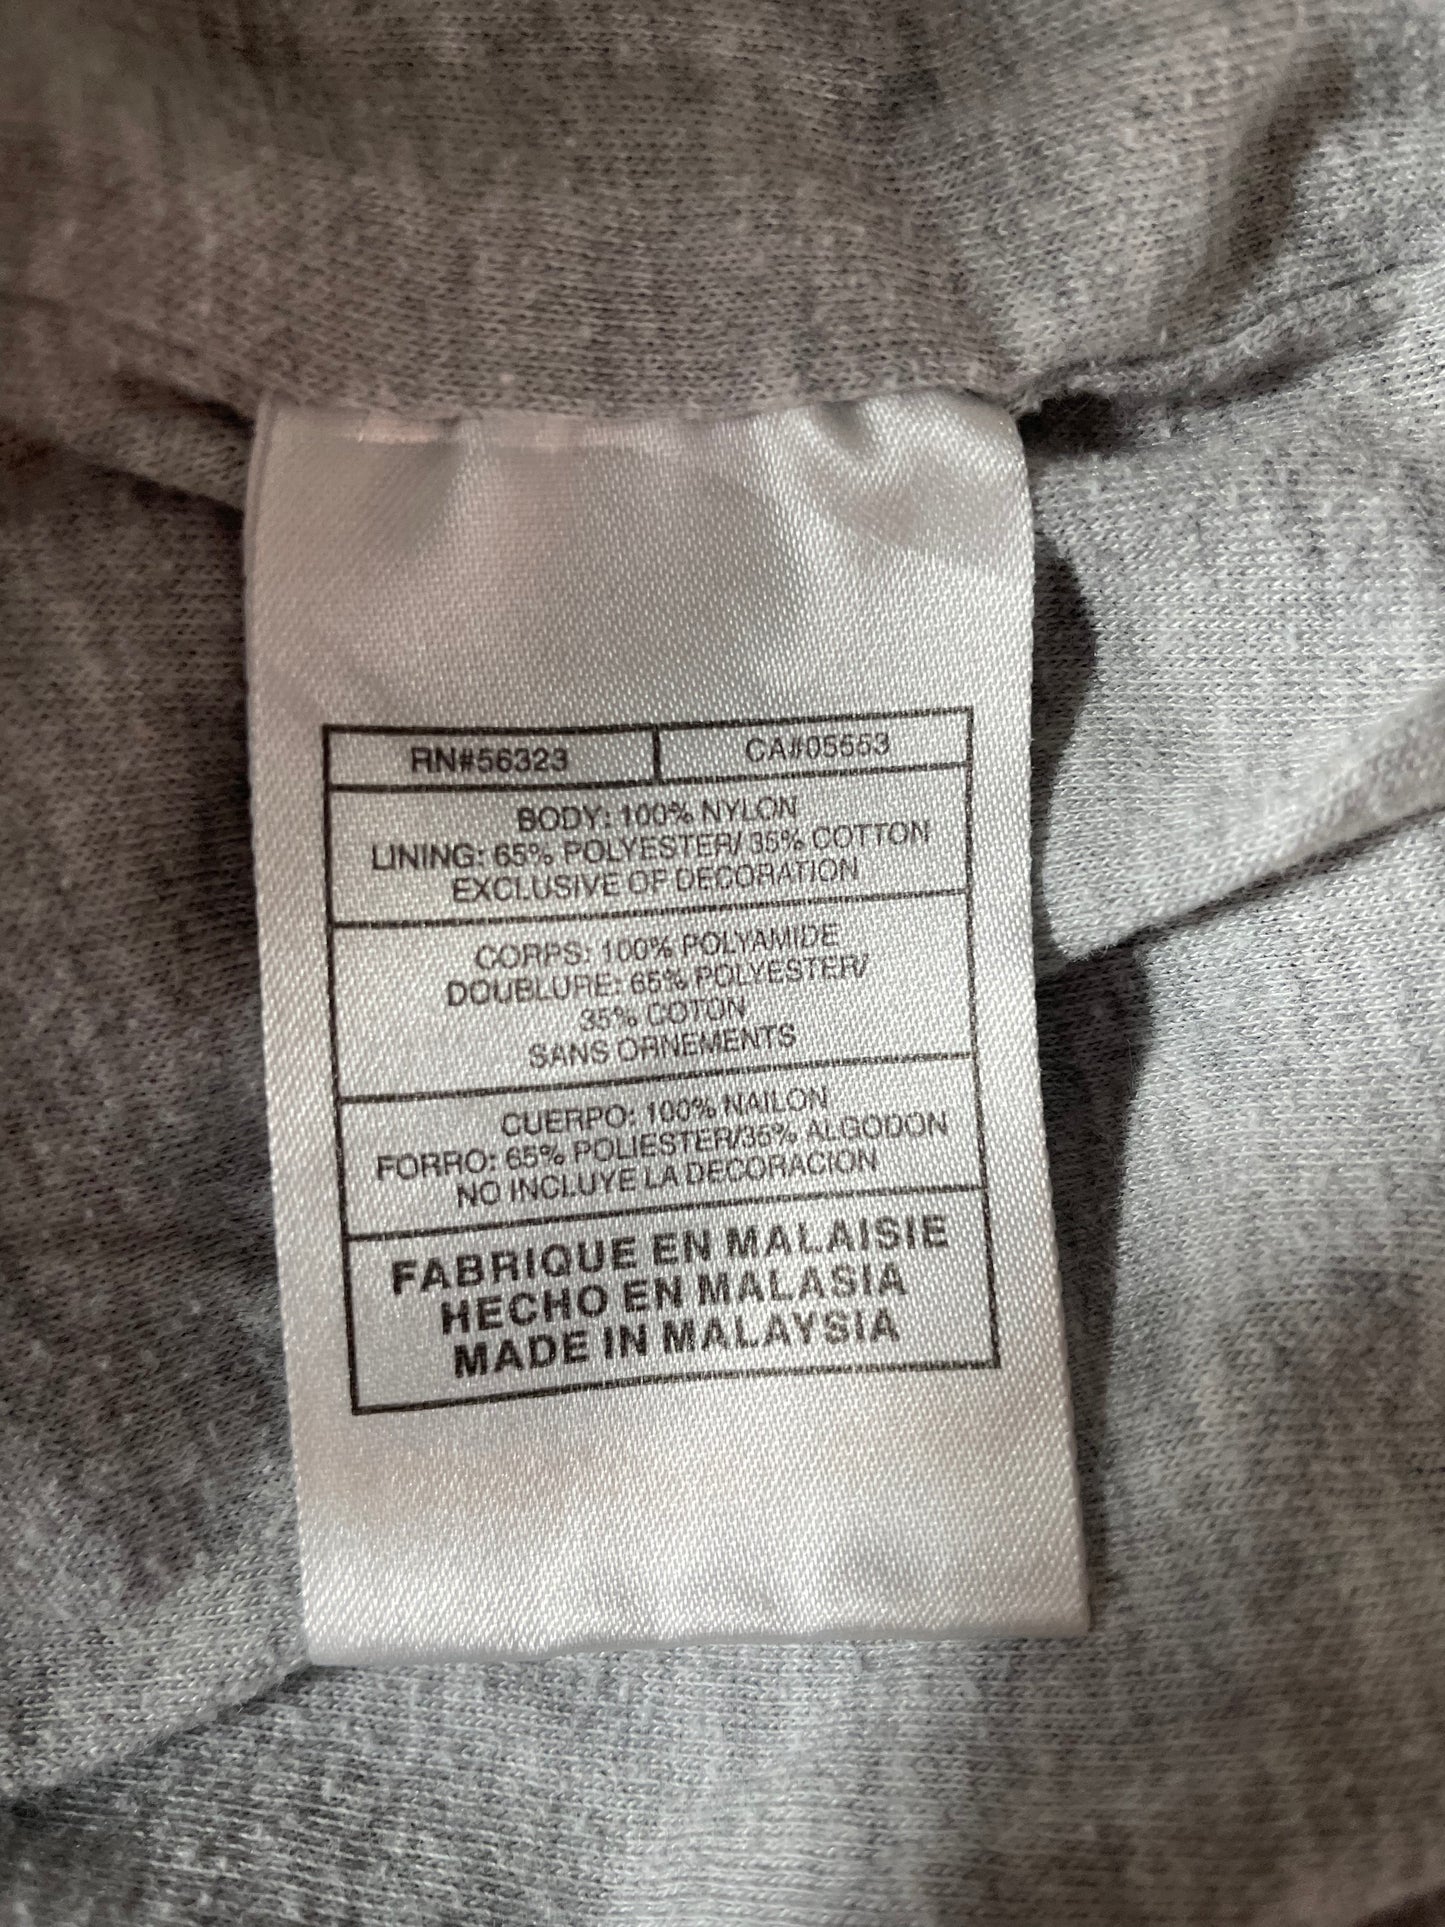 RN#56323 CA#05553
BODY: 100% NYLON
LINING: 65% POLYESTER/ 35% COTTON
EXCLUSIVE OF DECORATION
CORPS: 100% POLYAMIDE
DOUBLURE: 65% POLYESTER/
35% COTON
SANS ORNEMENTS
CUERPO: 100% NAILON
FORRO: 65% POLIESTER/35% ALGODON
NO INCLUYE LA DECORACION
FABRIQUE EN MALAISIE
HECHO EN MALASIA
MADE IN MALAYSIA